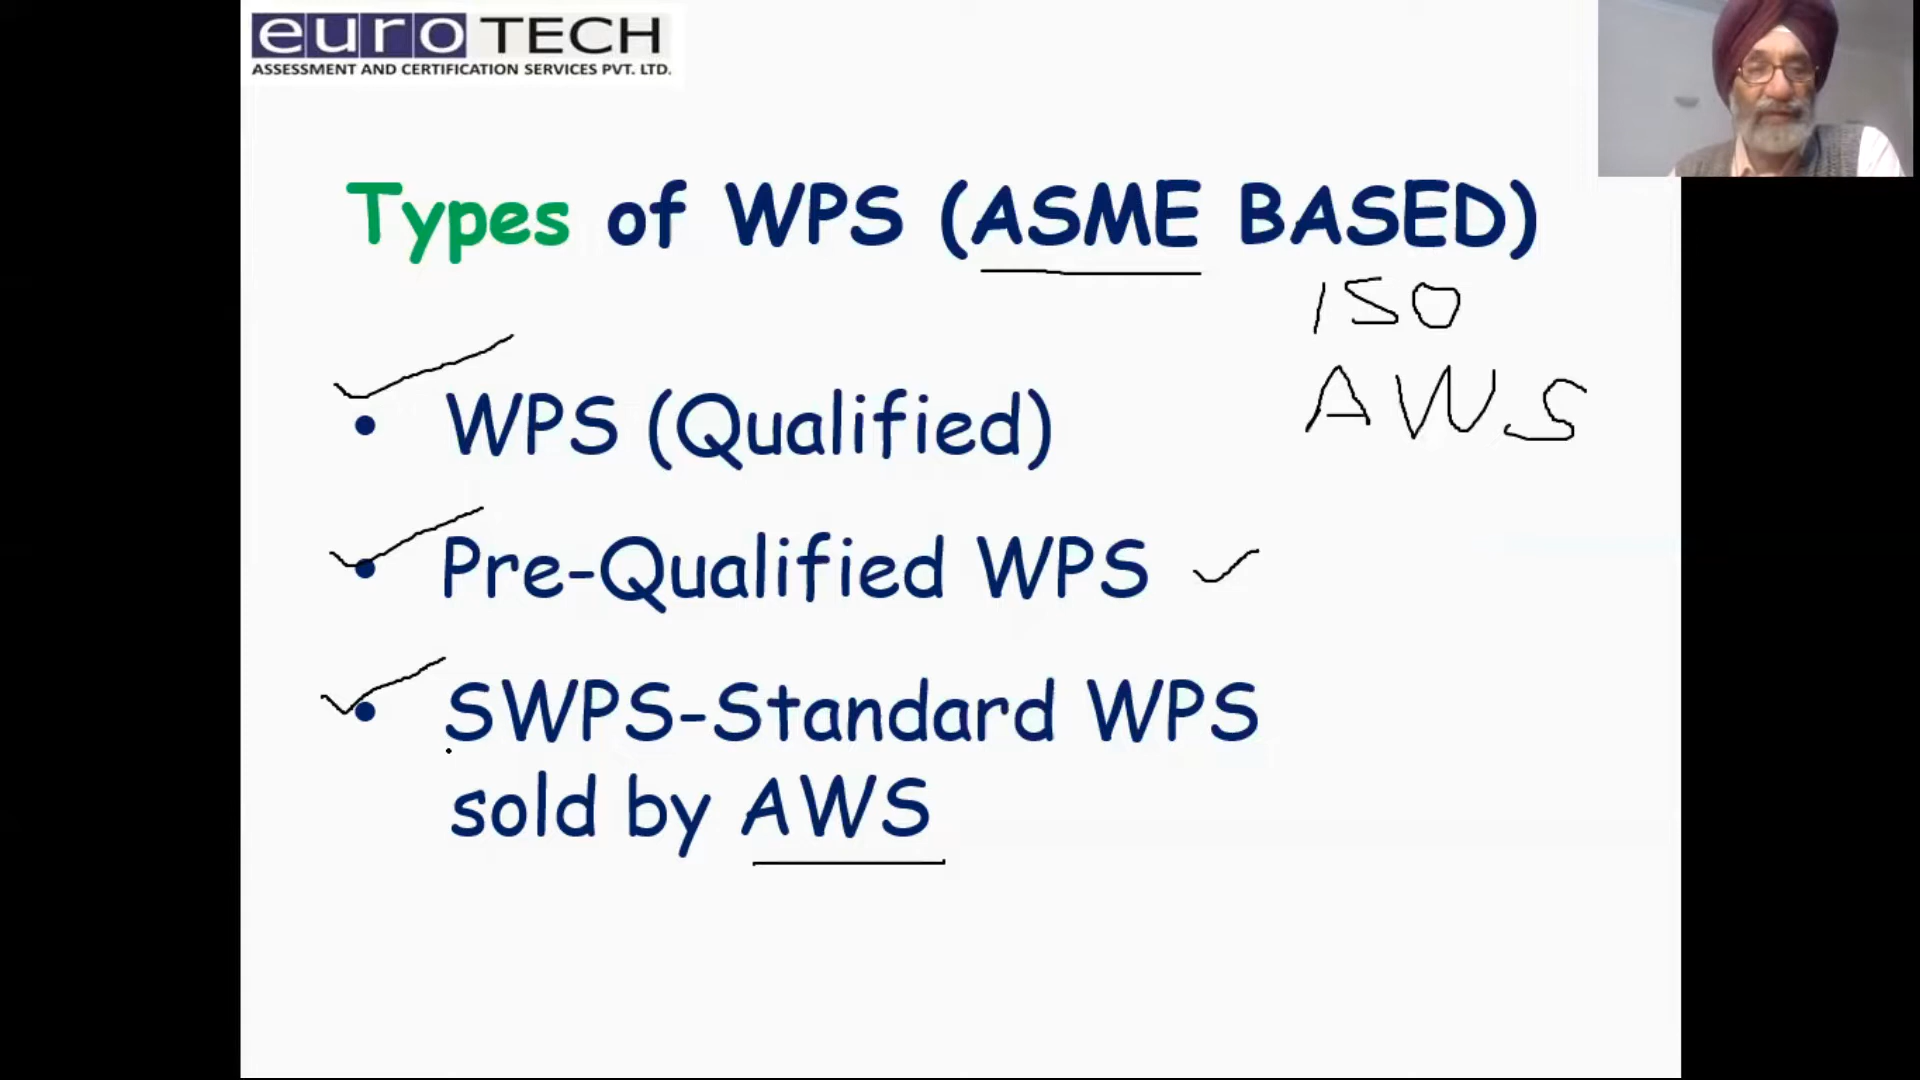 euro TECH
ASSESSMENT AND CERTIFICATION SERVICES PVT. LTD.
Types of WPS (ASME BASED)
ISO
AWS
• WPS (Qualified)
• Pre-Qualified WPS
• SWPS-Standard WPS
sold by AWS